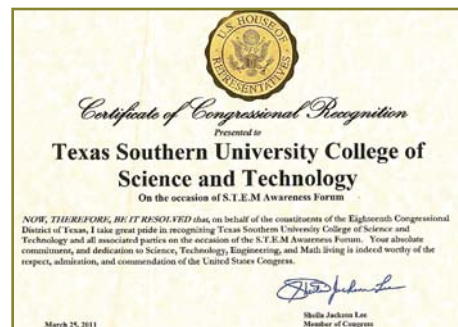 U.S. HOUSE OF
REPRESENTATIVES
Certificate of Congressional Recognition
Presented to
Texas Southern University College of
Science and Technology
On the occasion of S.T.E.M Awareness Forum
NOW, THEREFORE, BE IT RESOLVED that, on behalf of the constituents of the Eighteenth Congressional
District of Texas, I take great pride in recognizing Texas Southern University College of Science and
Technology and all associated parties on the occasion of the S.T.E.M Awareness Forum. Your absolute
commitment, and dedication to Science, Technology, Engineering, and Math living is indeed worthy of the
respect, admiration, and commendation of the United States Congress.
Sheila Jackson Lee
March 25, 2011
Sheila Jackson Lee
Member of Congress